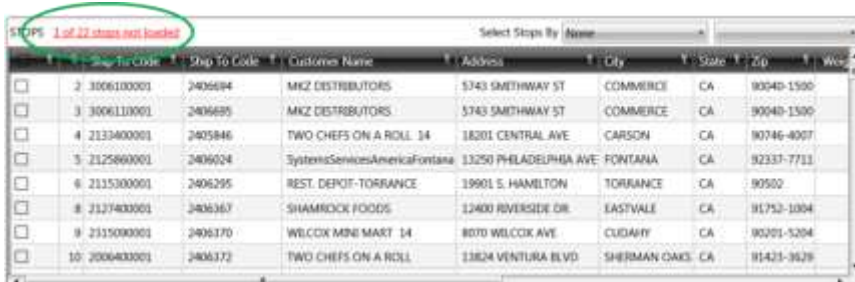 STOPS 1 of 22 stops not loaded Select Stops By None
Ship To Code Ship To Code Customer Name Address City State Zip
2 3006100001 2406694 MKZ DISTRIBUTORS 5743 SMITHWAY ST COMMERCE CA 90040-1500
3 3006110001 2406695 MKZ DISTRIBUTORS 5743 SMITHWAY ST COMMERCE CA 90040-1500
4 2133400001 2405846 TWO CHEFS ON A ROLL 14 18201 CENTRAL AVE CARSON CA 90746-4007
5 2125860001 2406024 SystemsServicesAmericaFontana 13250 PHILADELPHIA AVE FONTANA CA 92337-7711
6 2115300001 2406295 REST. DEPOT-TORRANCE 19901 S. HAMILTON TORRANCE CA 90502
8 2127400001 2406367 SHAMROCK FOODS 12400 RIVERSIDE DR EASTVALE CA 91752-1004
9 2315090001 2406370 WILCOX MINI MART 14 8070 WILCOX AVE CUDAHY CA 90201-5204
10 2006400001 2406372 TWO CHEFS ON A ROLL 13824 VENTURA BLVD SHERMAN OAKS CA 91423-3629